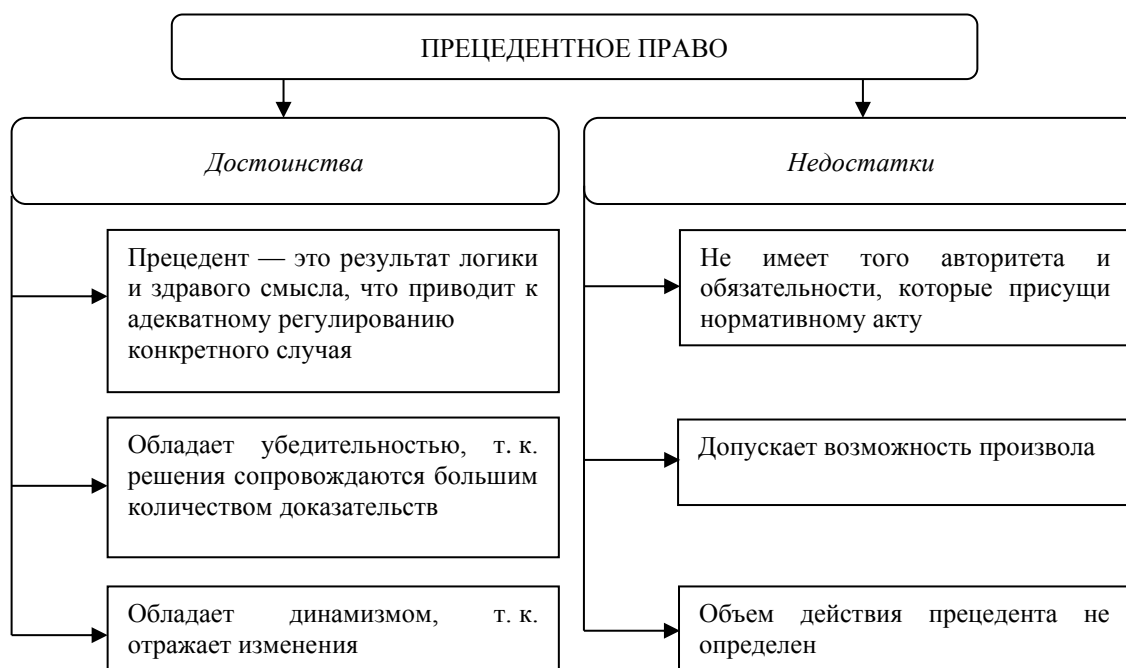 ПРЕЦЕДЕНТНОЕ ПРАВО
Достоинства
Прецедент — это результат логики
и здравого смысла, что приводит к
адекватному регулированию
конкретного случая
Обладает убедительностью, т. к.
решения сопровождаются большим
количеством доказательств
Обладает динамизмом, т. к.
отражает изменения
Недостатки
Не имеет того авторитета и
обязательности, которые присущи
нормативному акту
Допускает возможность произвола
Объем действия прецедента не
определен